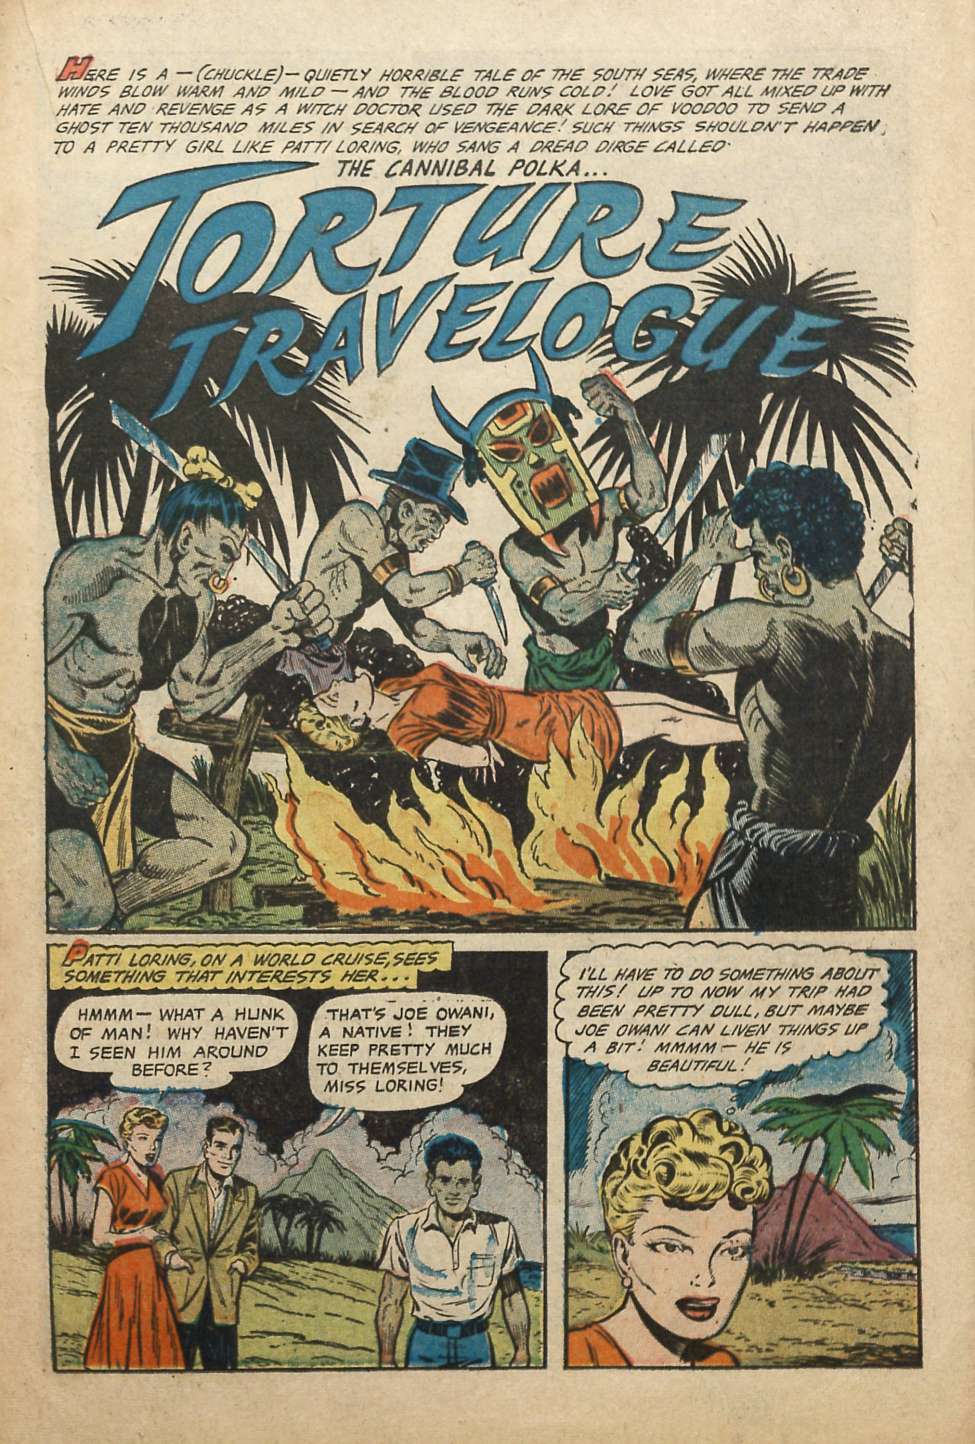 HERE IS A —(CHUCKLE)— QUIETLY HORRIBLE TALE OF THE SOUTH SEAS, WHERE THE TRADE
WINDS BLOW WARM AND MILD — AND THE BLOOD RUNS COLD! LOVE GOT ALL MIXED UP WITH
HATE AND REVENGE AS A WITCH DOCTOR USED THE DARK LORE OF VOODOO TO SEND A
GHOST TEN THOUSAND MILES IN SEARCH OF VENGEANCE! SUCH THINGS SHOULDN'T HAPPEN
TO A PRETTY GIRL LIKE PATTI LORING, WHO SANG A DREAD DIRGE CALLED
THE CANNIBAL POLKA...
TORTURE
TRAVELOGUE
PATTI LORING, ON A WORLD CRUISE, SEES
SOMETHING THAT INTERESTS HER...
HMMM— WHAT A HUNK
OF MAN! WHY HAVEN'T
I SEEN HIM AROUND
BEFORE?
THAT'S JOE OWANI,
A NATIVE! THEY
KEEP PRETTY MUCH
TO THEMSELVES,
MISS LORING!
I'LL HAVE TO DO SOMETHING ABOUT
THIS! UP TO NOW MY TRIP HAD
BEEN PRETTY DULL, BUT MAYBE
JOE OWANI CAN LIVEN THINGS UP
A BIT! MMMM— HE IS
BEAUTIFUL!